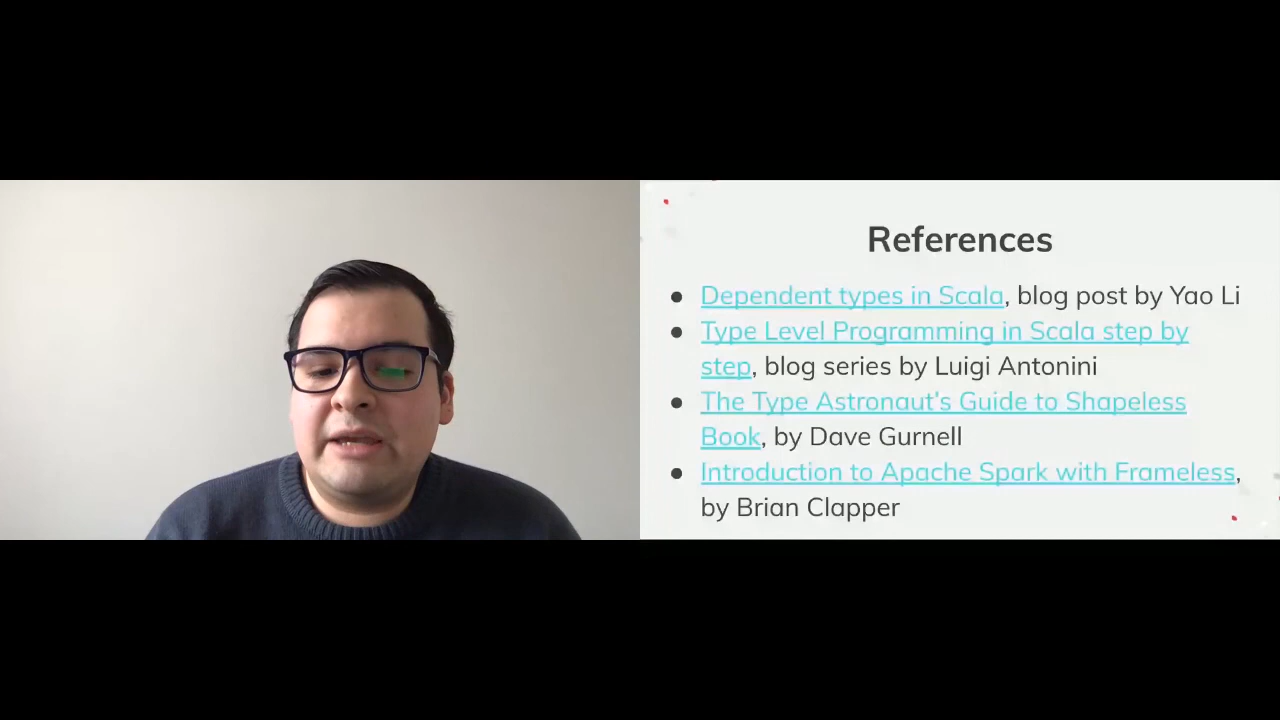 References
● Dependent types in Scala, blog post by Yao Li
● Type Level Programming in Scala step by
step, blog series by Luigi Antonini
● The Type Astronaut's Guide to Shapeless
Book, by Dave Gurnell
● Introduction to Apache Spark with Frameless,
by Brian Clapper